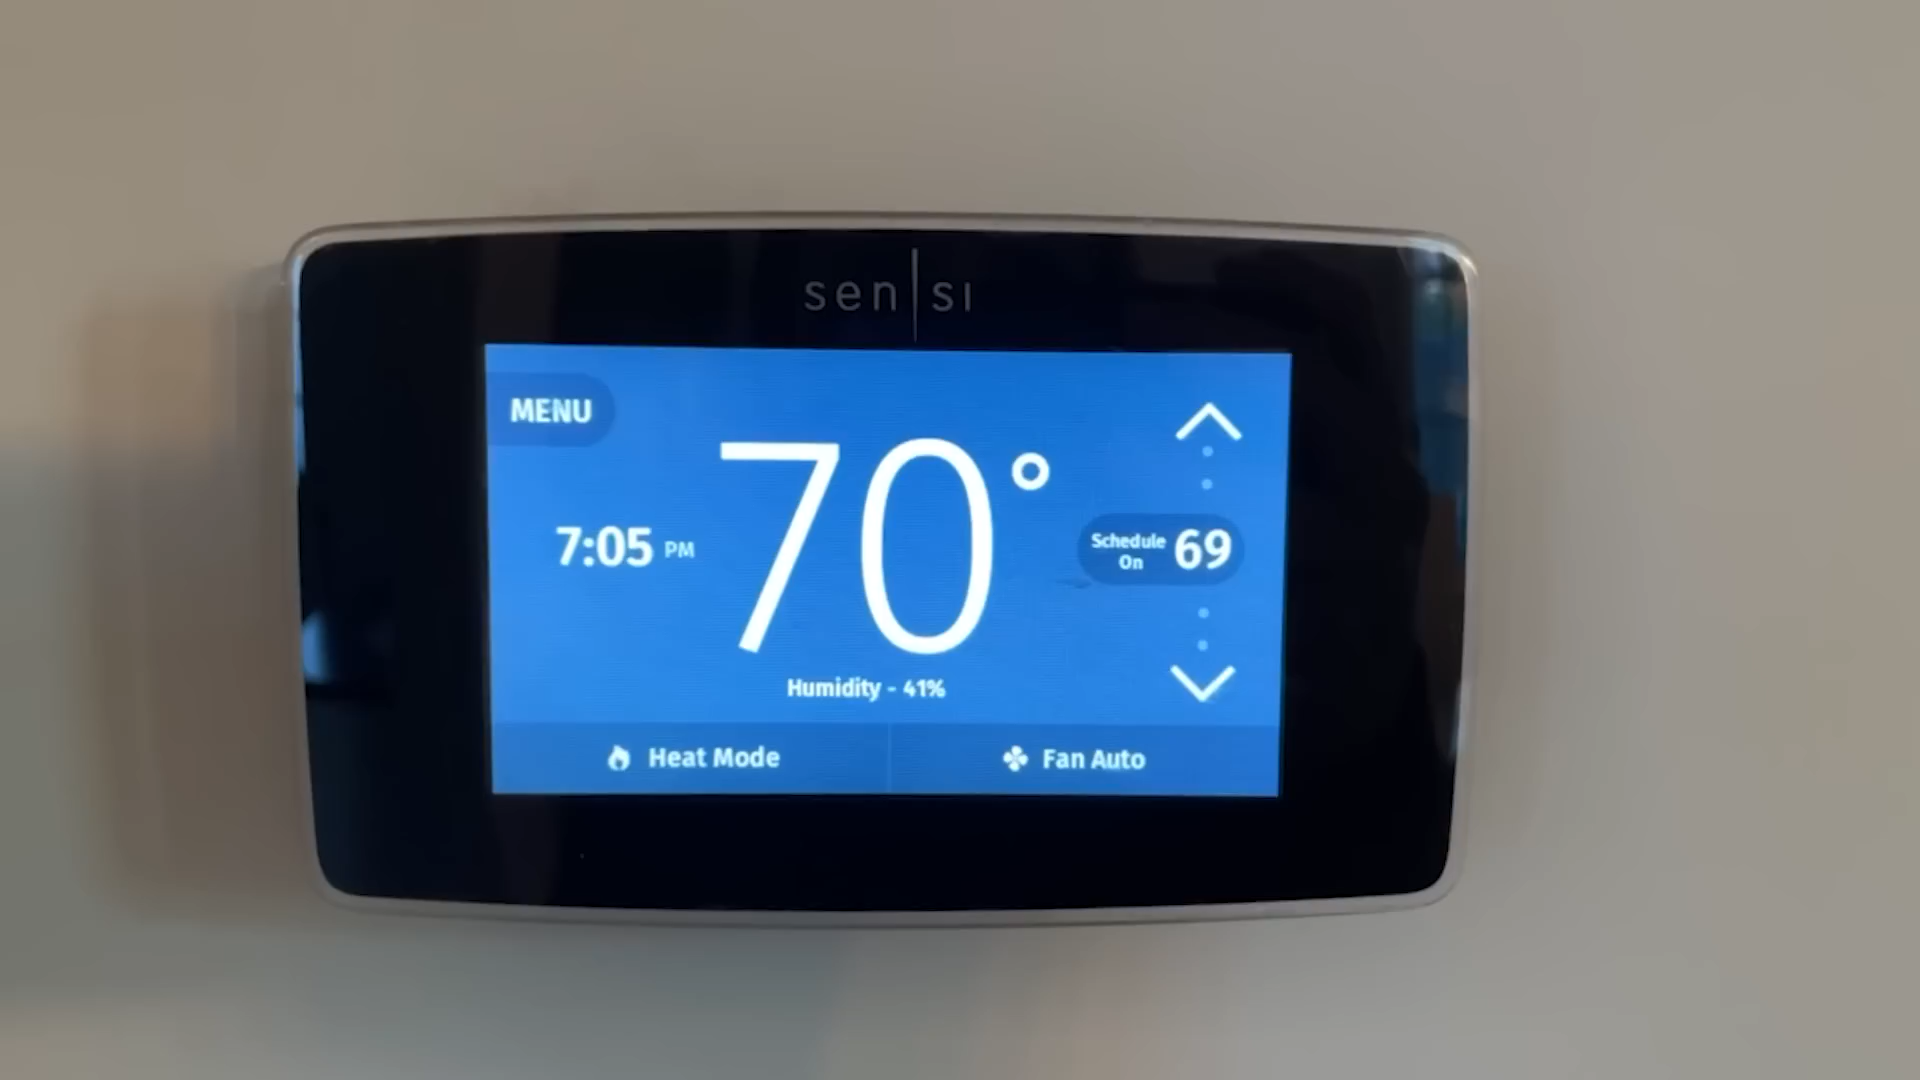 sensi
MENU
70°
7:05 PM
Schedule
On
69
Humidity - 41%
Heat Mode
Fan Auto